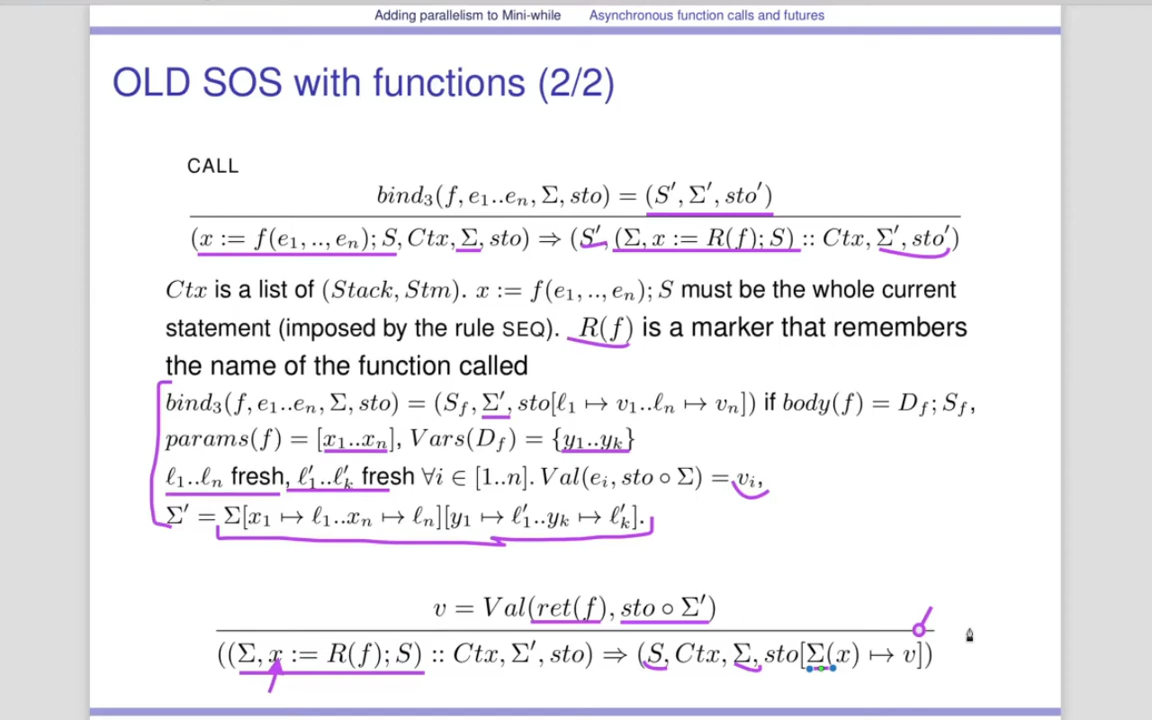 Adding parallelism to Mini-while Asynchronous function calls and futures
OLD SOS with functions (2/2)
CALL
bind₃(f, e₁..eₙ, Σ, sto) = (S′, Σ′, sto′)
(x := f(e₁, .., eₙ); S, Ctx, Σ, sto) ⇒ (S′, (Σ, x := R(f); S) :: Ctx, Σ′, sto′)
Ctx is a list of (Stack, Stm). x := f(e₁, .., eₙ); S must be the whole current
statement (imposed by the rule SEQ). R(f) is a marker that remembers
the name of the function called
bind₃(f, e₁..eₙ, Σ, sto) = (S_f, Σ′, sto[ℓ₁ ↦ v₁..ℓₙ ↦ vₙ]) if body(f) = D_f; S_f,
params(f) = [x₁..xₙ], Vars(D_f) = {y₁..yₖ}
ℓ₁..ℓₙ fresh, ℓ′₁..ℓ′ₖ fresh ∀i ∈ [1..n]. Val(eᵢ, sto ∘ Σ) = vᵢ,
Σ′ = Σ[x₁ ↦ ℓ₁..xₙ ↦ ℓₙ][y₁ ↦ ℓ′₁..yₖ ↦ ℓ′ₖ].
v = Val(ret(f), sto ∘ Σ′)
((Σ, x := R(f); S) :: Ctx, Σ′, sto) ⇒ (S, Ctx, Σ, sto[Σ(x) ↦ v])